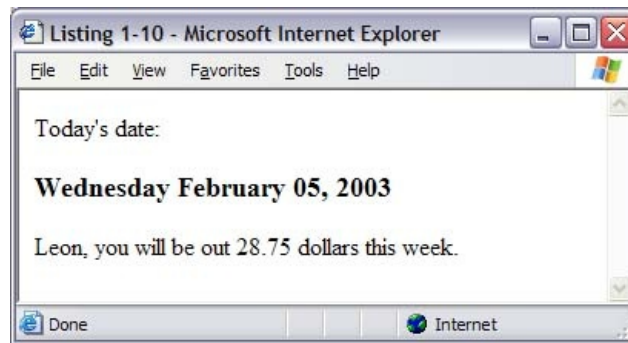 Listing 1-10 - Microsoft Internet Explorer
File Edit View Favorites Tools Help
Today's date:
Wednesday February 05, 2003
Leon, you will be out 28.75 dollars this week.
Done Internet